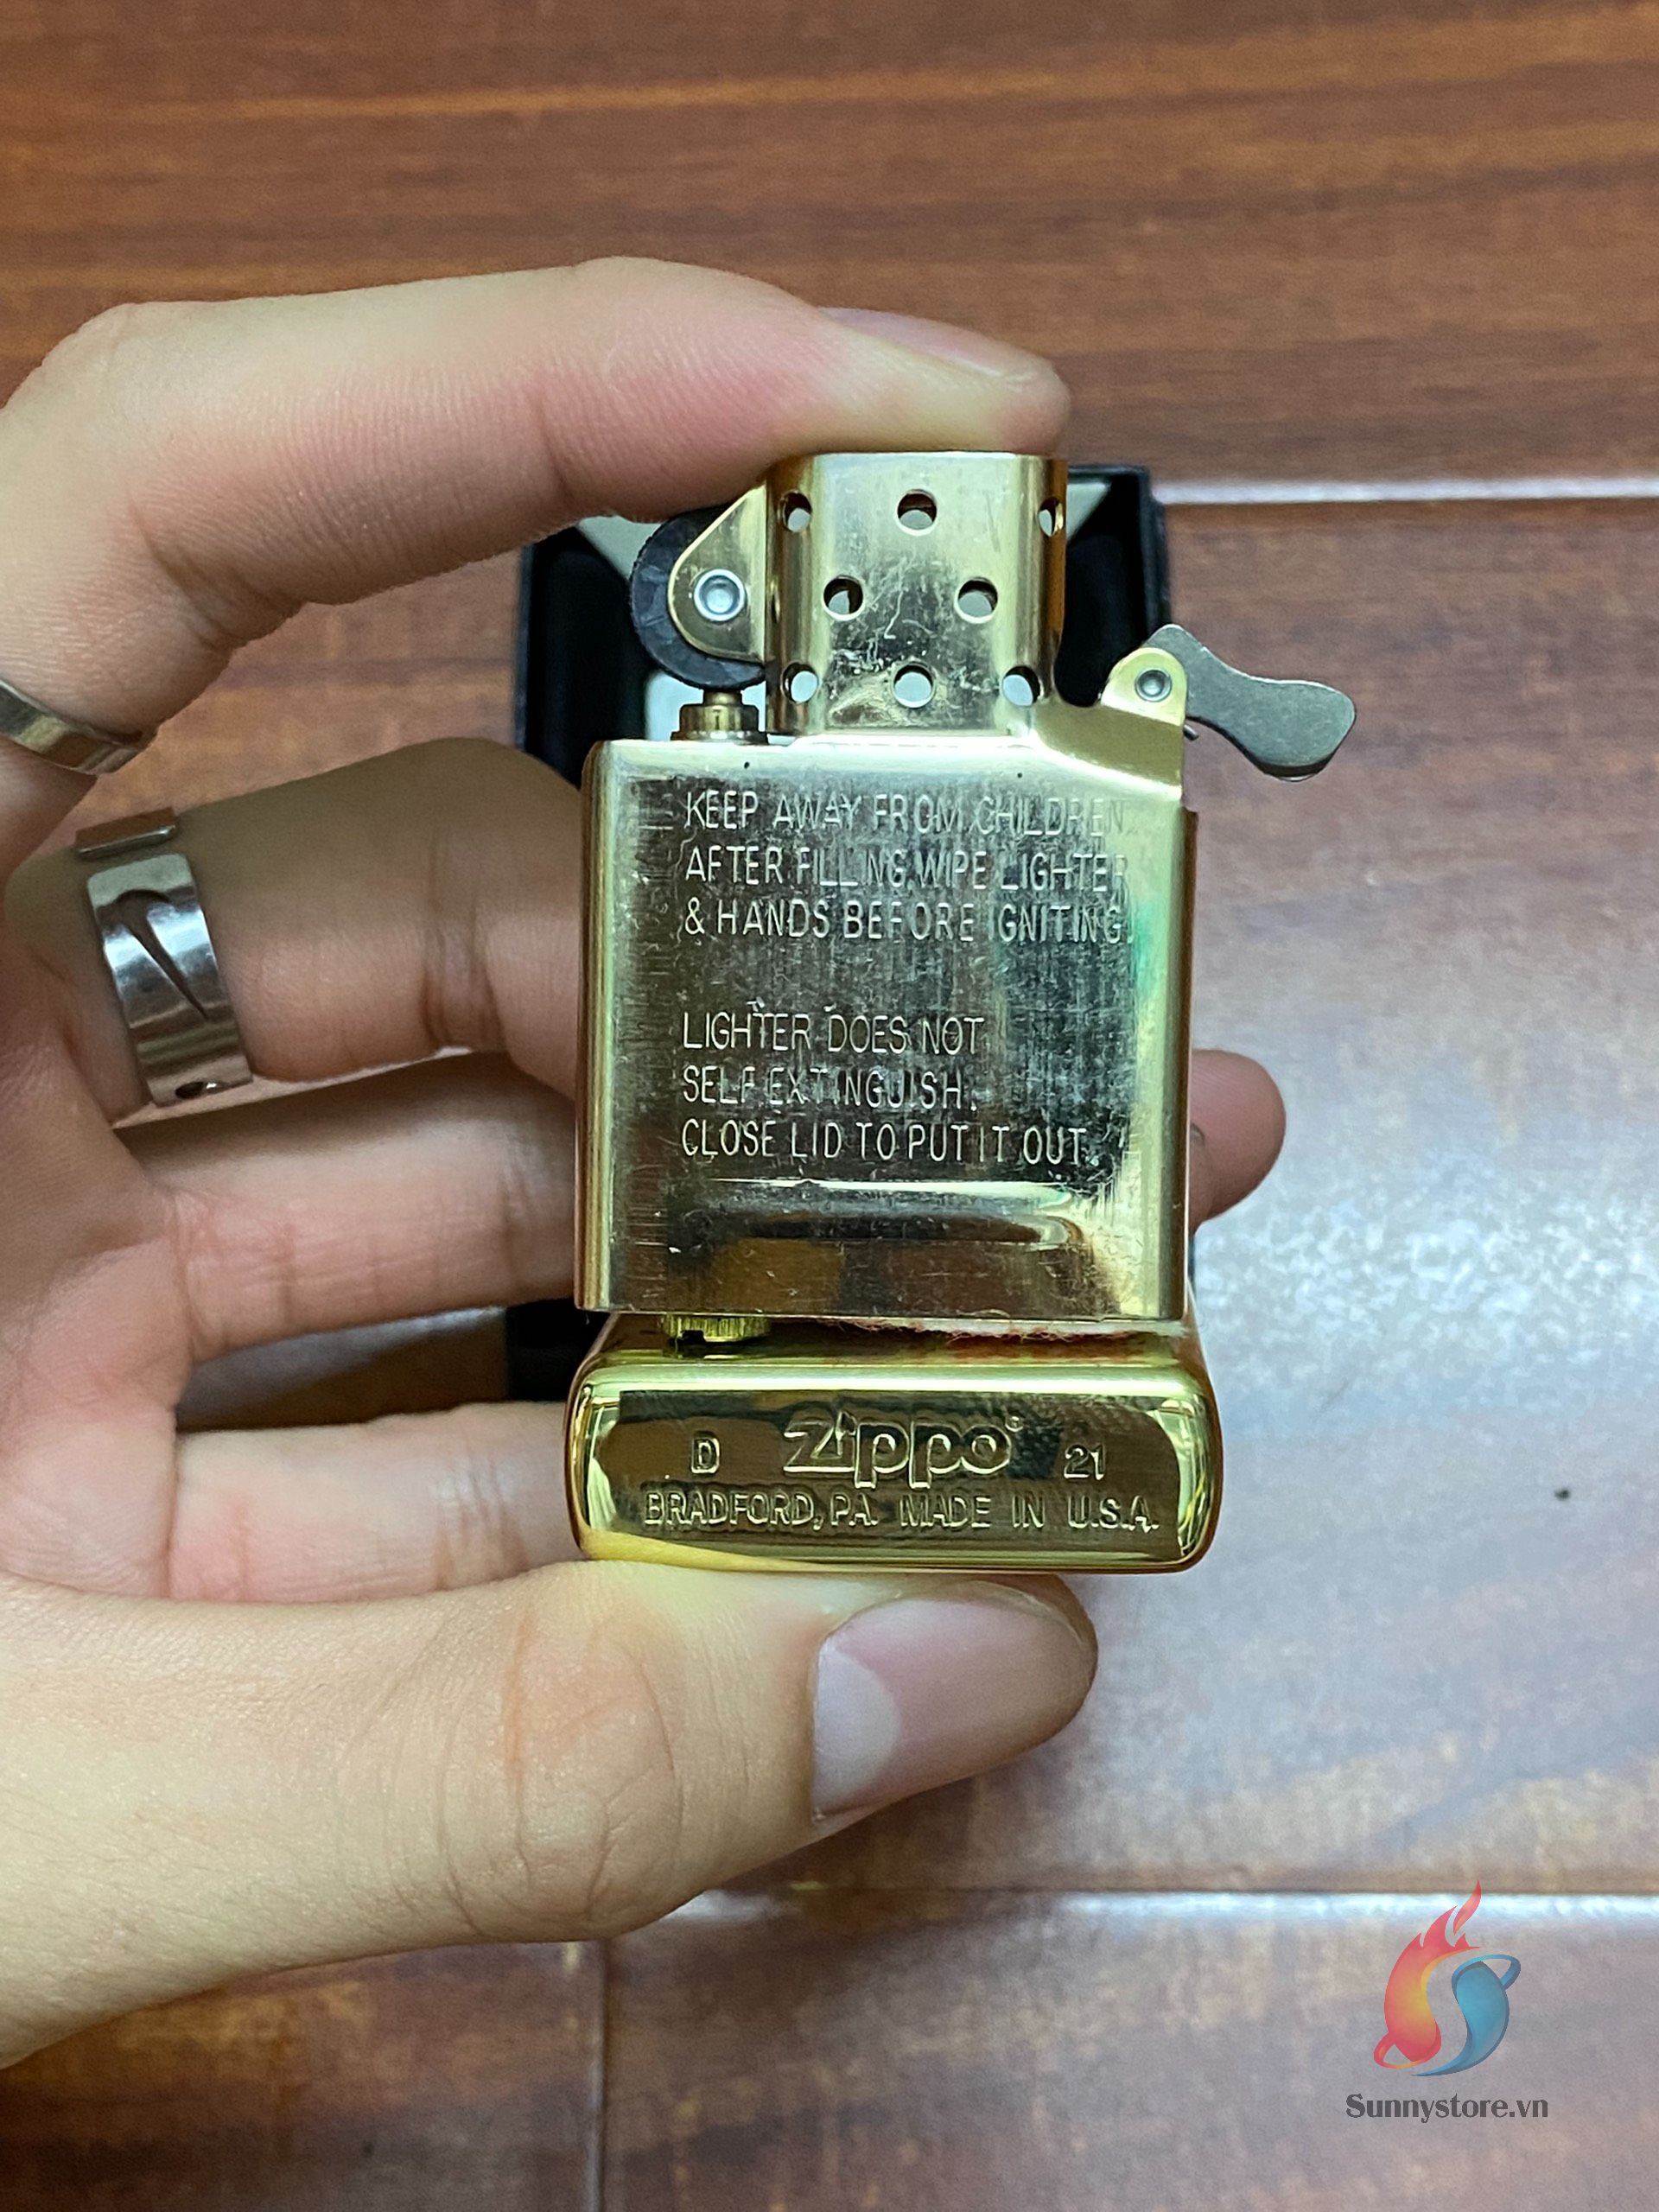 KEEP AWAY FROM CHILDREN
AFTER FILLING, WIPE LIGHTER
& HANDS BEFORE IGNITING.
LIGHTER DOES NOT
SELF EXTINGUISH.
CLOSE LID TO PUT IT OUT.
D Zippo® 21
BRADFORD, PA. MADE IN U.S.A.
Sunnystore.vn